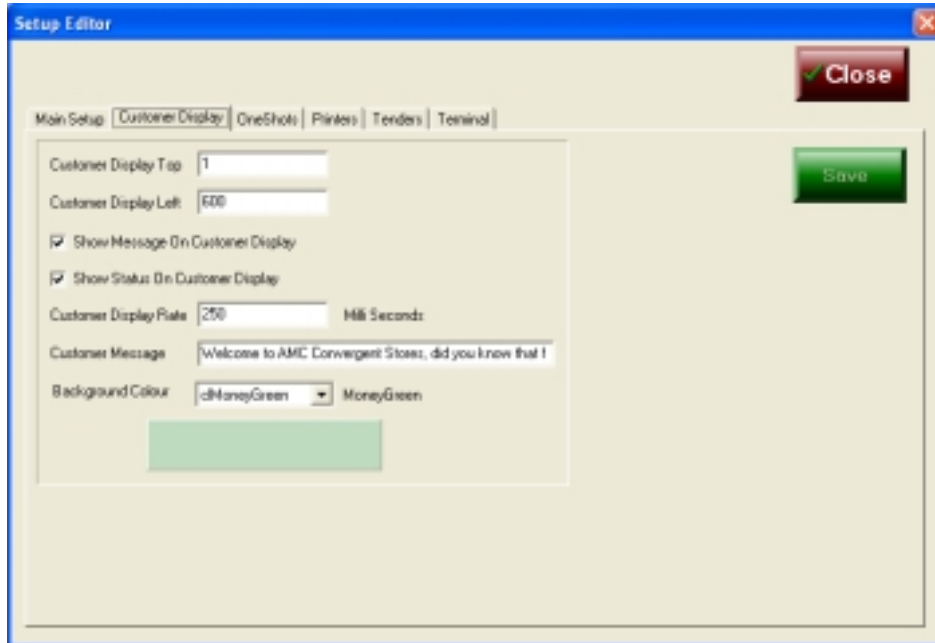 Setup Editor
Close
Main Setup Customer Display OneShots Printers Tenders Terminal
Customer Display Top 1
Save
Customer Display Left 600
Show Message On Customer Display
Show Status On Customer Display
Customer Display Rate 250 Milli Seconds
Customer Message Welcome to AMC Convergent Stores, did you know that
Background Colour clMoneyGreen MoneyGreen